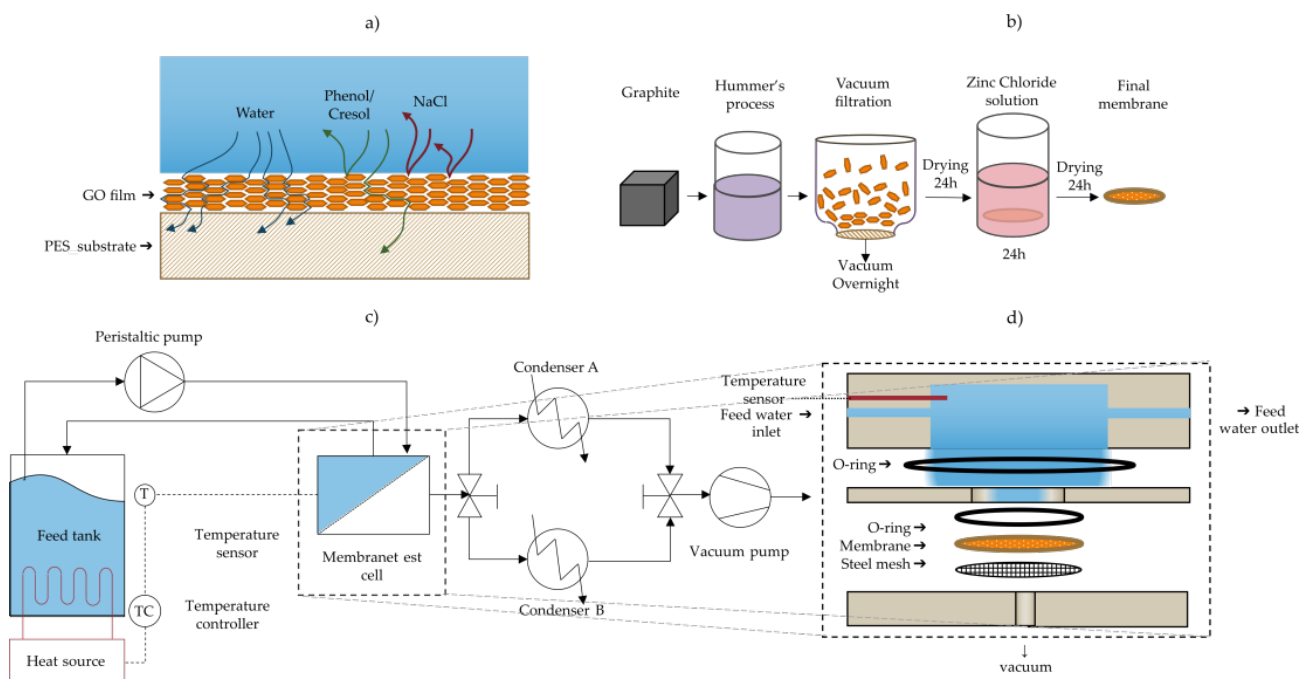 a)
Water
Phenol/
Cresol
NaCl
GO film
PES_substrate
b)
Graphite
Hummer's
process
Vacuum
filtration
Drying
24h
Zinc Chloride
solution
Drying
24h
Final
membrane
Vacuum
Overnight
24h
c)
Peristaltic pump
Condenser A
T
Feed tank
Temperature
sensor
Membranet est
cell
Vacuum pump
Condenser B
TC
Temperature
controller
Heat source
d)
Temperature
sensor
Feed water
inlet
Feed
water outlet
O-ring
O-ring
Membrane
Steel mesh
vacuum